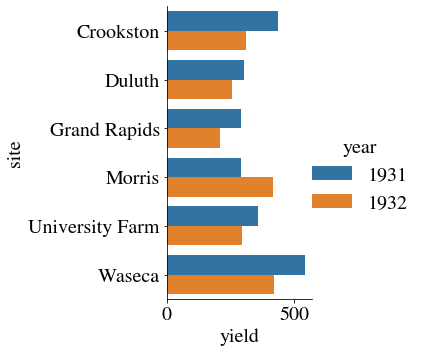 Crookston
Duluth
Grand Rapids
Morris
University Farm
Waseca
site
0 500
yield
year
1931
1932